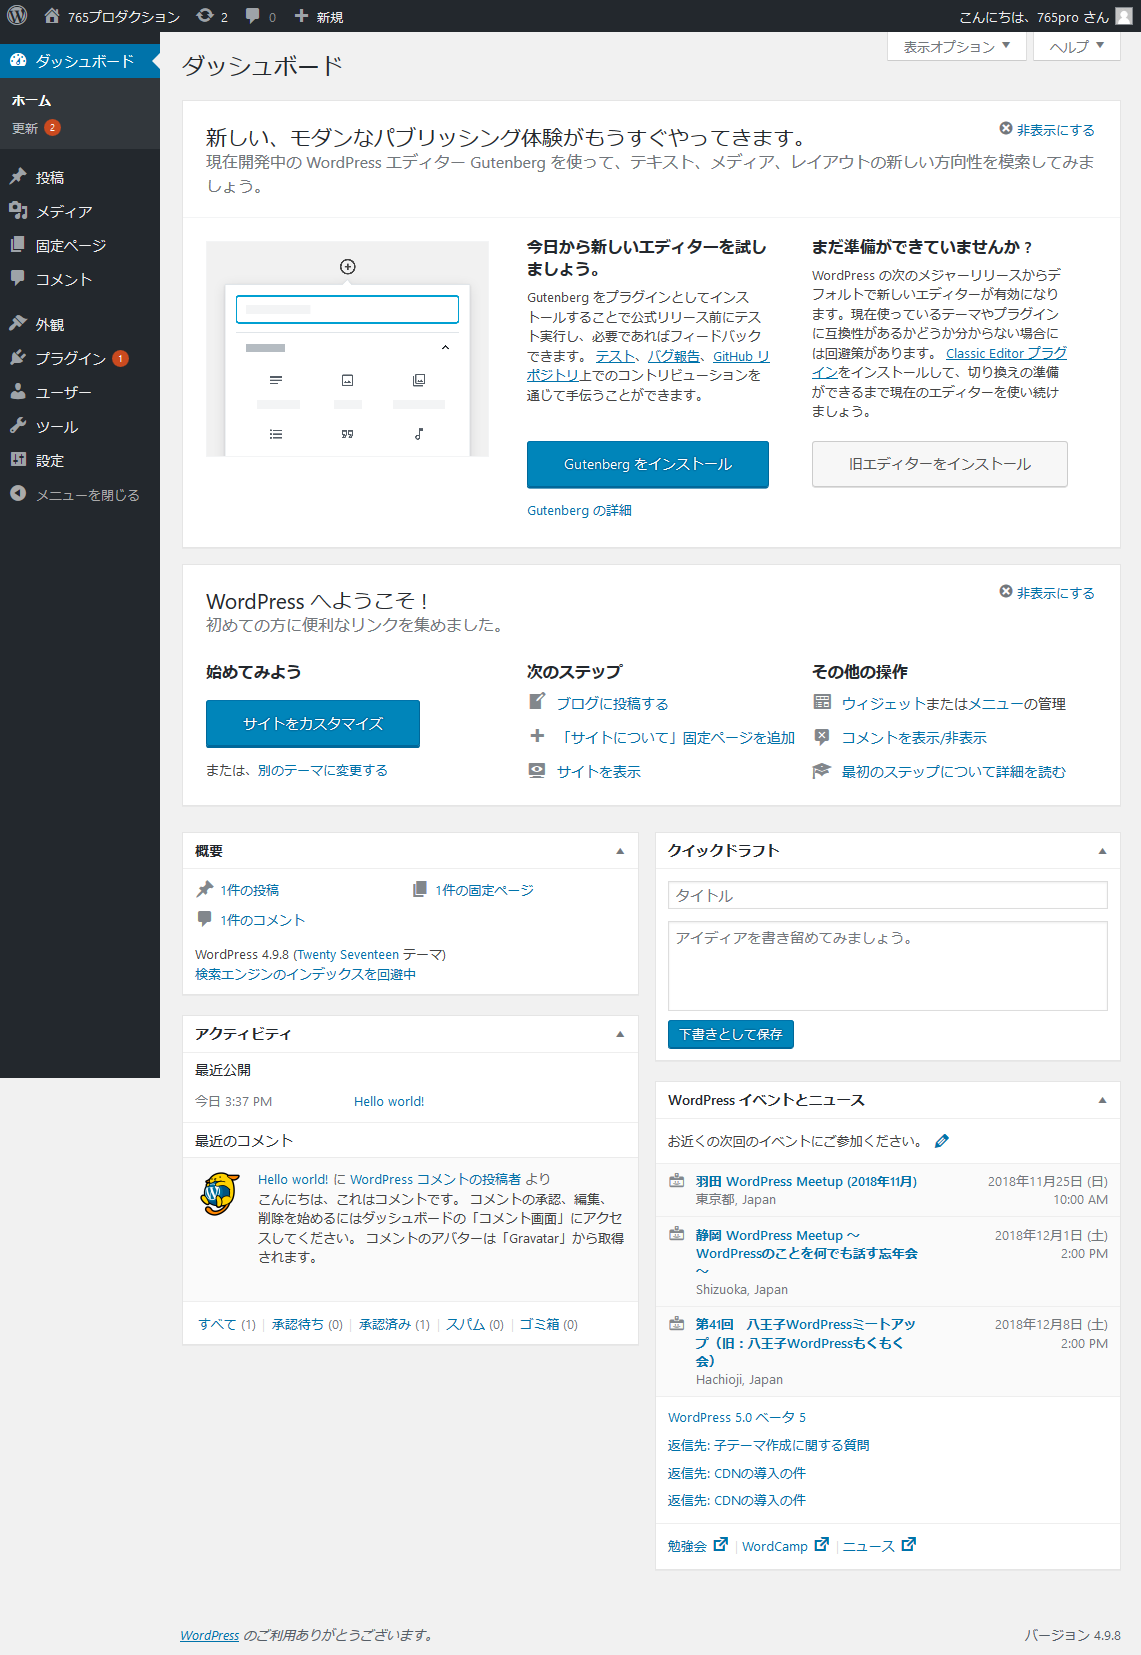 765プロダクション 2 0 新規 こんにちは、765pro さん
ダッシュボード
ホーム
更新 2
投稿
メディア
固定ページ
コメント
外観
プラグイン 1
ユーザー
ツール
設定
メニューを閉じる
ダッシュボード
表示オプション ヘルプ
新しい、モダンなパブリッシング体験がもうすぐやってきます。
非表示にする
現在開発中の WordPress エディター Gutenberg を使って、テキスト、メディア、レイアウトの新しい方向性を模索してみま
しょう。
今日から新しいエディターを試し
ましょう。
Gutenberg をプラグインとしてインス
トールすることで公式リリース前にテス
ト実行し、必要であればフィードバック
できます。 テスト、バグ報告、GitHub リ
ポジトリ上でのコントリビューションを
通じて手伝うことができます。
Gutenberg をインストール
Gutenberg の詳細
まだ準備ができていませんか ?
WordPress の次のメジャーリリースからデ
フォルトで新しいエディターが有効になり
ます。現在使っているテーマやプラグイン
に互換性があるかどうか分からない場合に
は回避策があります。 Classic Editor プラグ
インをインストールして、切り換えの準備
ができるまで現在のエディターを使い続け
ましょう。
旧エディターをインストール
WordPress へようこそ !
非表示にする
初めての方に便利なリンクを集めました。
始めてみよう
サイトをカスタマイズ
または、別のテーマに変更する
次のステップ
ブログに投稿する
「サイトについて」固定ページを追加
サイトを表示
その他の操作
ウィジェットまたはメニューの管理
コメントを表示/非表示
最初のステップについて詳細を読む
概要
1件の投稿 1件の固定ページ
1件のコメント
WordPress 4.9.8 (Twenty Seventeen テーマ)
検索エンジンのインデックスを回避中
アクティビティ
最近公開
今日 3:37 PM Hello world!
最近のコメント
Hello world! に WordPress コメントの投稿者 より
こんにちは、これはコメントです。 コメントの承認、編集、
削除を始めるにはダッシュボードの「コメント画面」にアクセ
スしてください。 コメントのアバターは「Gravatar」から取得
されます。
すべて (1) | 承認待ち (0) | 承認済み (1) | スパム (0) | ゴミ箱 (0)
クイックドラフト
タイトル
アイディアを書き留めてみましょう。
下書きとして保存
WordPress イベントとニュース
お近くの次回のイベントにご参加ください。
羽田 WordPress Meetup (2018年11月) 2018年11月25日 (日)
東京都, Japan 10:00 AM
静岡 WordPress Meetup ～ 2018年12月1日 (土)
WordPressのことを何でも話す忘年会 2:00 PM
～
Shizuoka, Japan
第41回　八王子WordPressミートアッ 2018年12月8日 (土)
プ（旧：八王子WordPressもくもく 2:00 PM
会）
Hachioji, Japan
WordPress 5.0 ベータ 5
返信先: 子テーマ作成に関する質問
返信先: CDNの導入の件
返信先: CDNの導入の件
勉強会 | WordCamp | ニュース
WordPress のご利用ありがとうございます。
バージョン 4.9.8